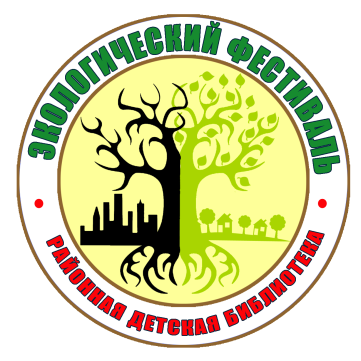 ЭКОЛОГИЧЕСКИЙ ФЕСТИВАЛЬ
РАЙОННАЯ ДЕТСКАЯ БИБЛИОТЕКА